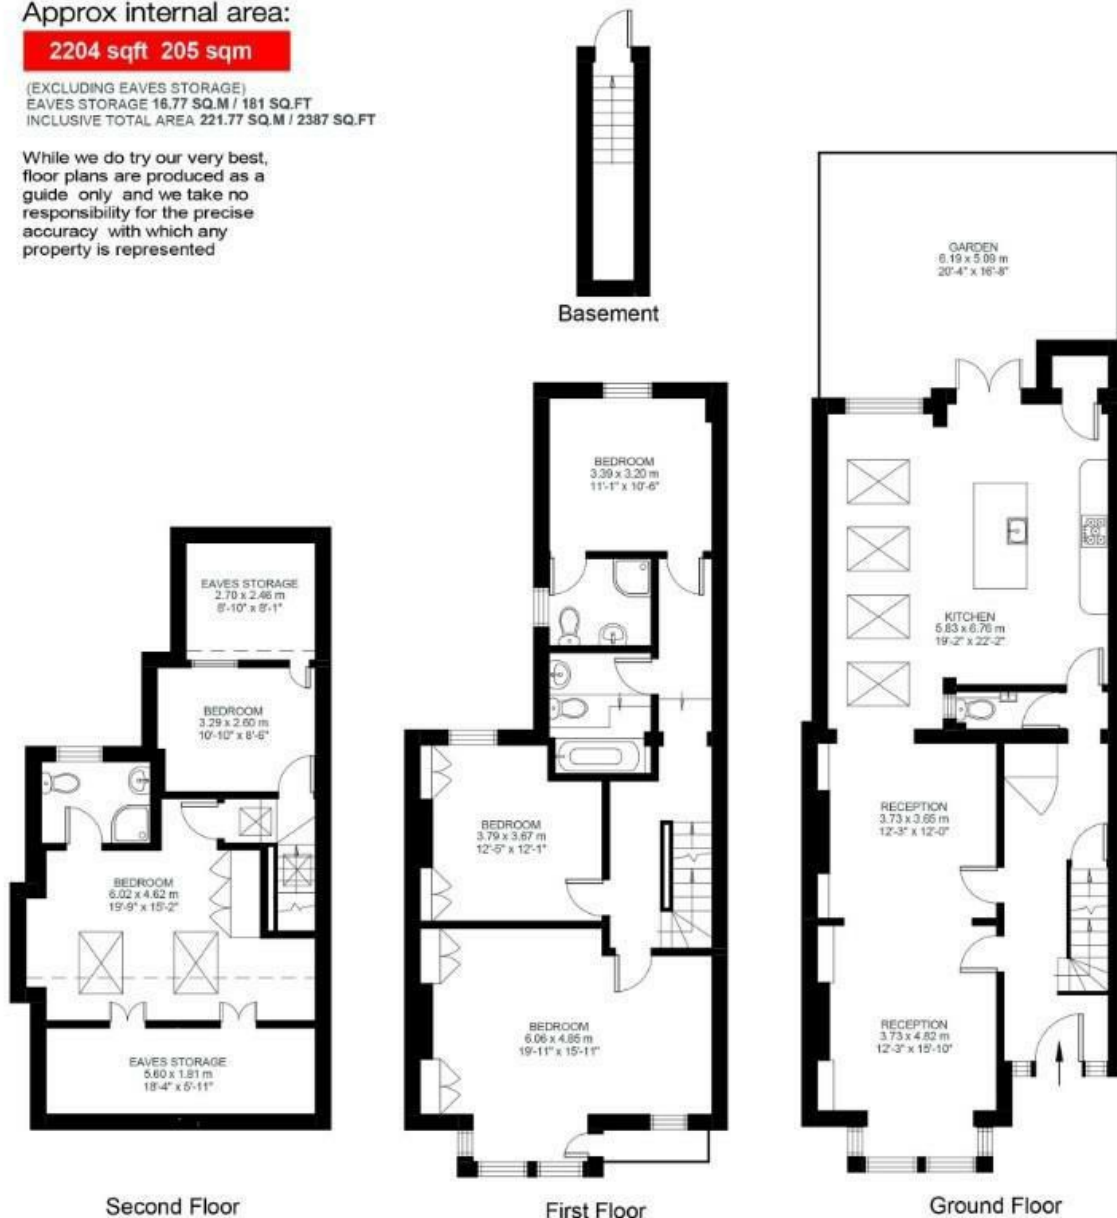 Approx internal area:
2204 sqft 205 sqm
(EXCLUDING EAVES STORAGE)
EAVES STORAGE 16.77 SQ.M / 181 SQ.FT
INCLUSIVE TOTAL AREA 221.77 SQ.M / 2387 SQ.FT
While we do try our very best,
floor plans are produced as a
guide only and we take no
responsibility for the precise
accuracy with which any
property is represented
Basement
EAVES STORAGE
2.70 x 2.46 m
8'-10" x 8'-1"
BEDROOM
3.29 x 2.60 m
10'-10" x 8'-6"
BEDROOM
6.02 x 4.62 m
19'-9" x 15'-2"
EAVES STORAGE
5.60 x 1.81 m
18'-4" x 5'-11"
Second Floor
BEDROOM
3.39 x 3.20 m
11'-1" x 10'-6"
BEDROOM
3.79 x 3.67 m
12'-5" x 12'-1"
BEDROOM
6.06 x 4.85 m
19'-11" x 15'-11"
First Floor
GARDEN
6.19 x 5.09 m
20'-4" x 16'-8"
KITCHEN
5.83 x 6.76 m
19'-2" x 22'-2"
RECEPTION
3.73 x 3.65 m
12'-3" x 12'-0"
RECEPTION
3.73 x 4.82 m
12'-3" x 15'-10"
Ground Floor